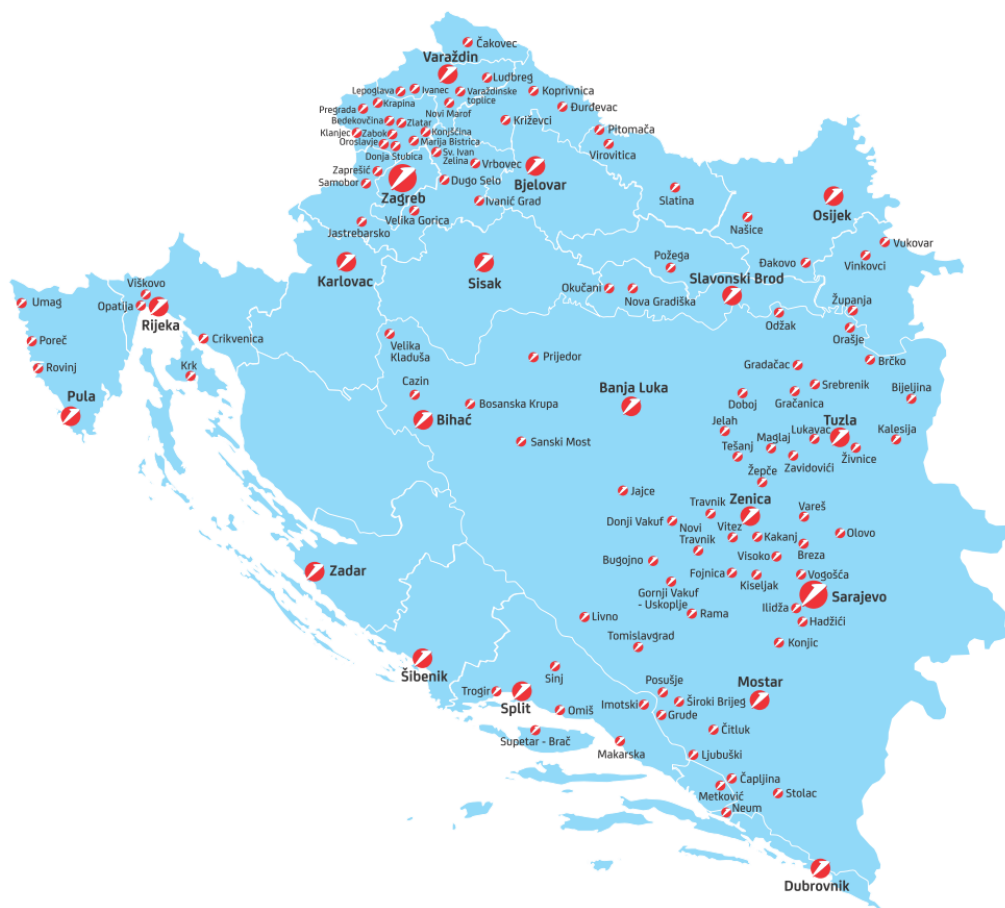 Čakovec
Varaždin
Ludbreg
Lepoglava
Ivanec
Varaždinske
toplice
Koprivnica
Pregrada
Krapina
Novi Marof
Đurđevac
Bedekovčina
Zlatar
Križevci
Klanjec
Zabok
Konjščina
Pitomača
Oroslavje
Marija Bistrica
Virovitica
Donja Stubica
Sv. Ivan
Zelina
Vrbovec
Bjelovar
Zaprešić
Samobor
Zagreb
Dugo Selo
Ivanić Grad
Slatina
Osijek
Velika Gorica
Jastrebarsko
Našice
Vukovar
Karlovac
Sisak
Požega
Đakovo
Vinkovci
Slavonski Brod
Okučani
Nova Gradiška
Viškovo
Umag
Opatija
Rijeka
Županja
Odžak
Orašje
Poreč
Crikvenica
Velika
Kladuša
Prijedor
Brčko
Rovinj
Krk
Gradačac
Cazin
Banja Luka
Srebrenik
Bijeljina
Pula
Bihać
Bosanska Krupa
Doboj
Gračanica
Tuzla
Jelah
Lukavac
Kalesija
Sanski Most
Tešanj
Maglaj
Živnice
Zavidovići
Žepče
Jajce
Zenica
Travnik
Vareš
Donji Vakuf
Novi
Travnik
Vitez
Kakanj
Olovo
Breza
Visoko
Bugojno
Fojnica
Kiseljak
Vogošća
Zadar
Gornji Vakuf
- Uskoplje
Sarajevo
Rama
Ilidža
Livno
Hadžići
Tomislavgrad
Konjic
Šibenik
Sinj
Posušje
Mostar
Trogir
Split
Omiš
Imotski
Široki Brijeg
Grude
Čitluk
Supetar - Brač
Makarska
Ljubuški
Čapljina
Metković
Stolac
Neum
Dubrovnik